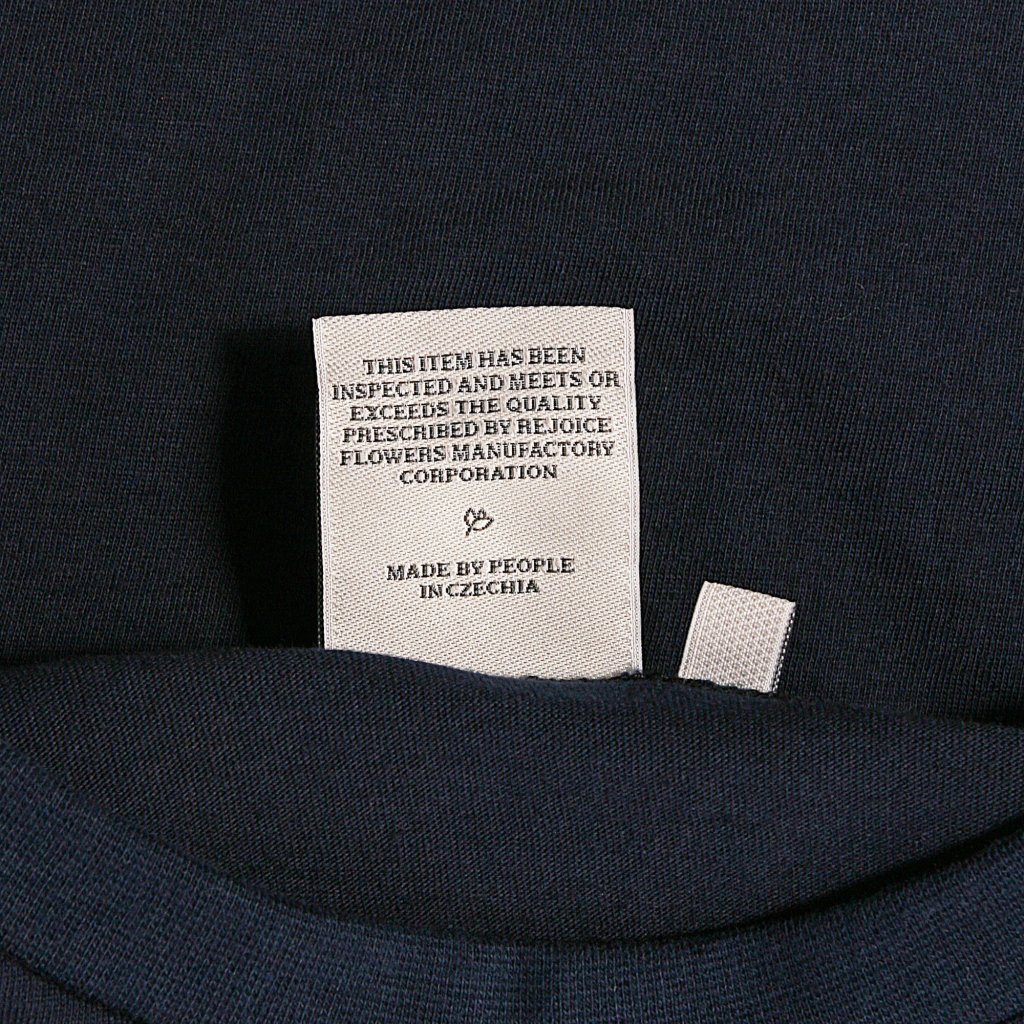 THIS ITEM HAS BEEN
INSPECTED AND MEETS OR
EXCEEDS THE QUALITY
PRESCRIBED BY REJOICE
FLOWERS MANUFACTORY
CORPORATION
MADE BY PEOPLE
IN CZECHIA